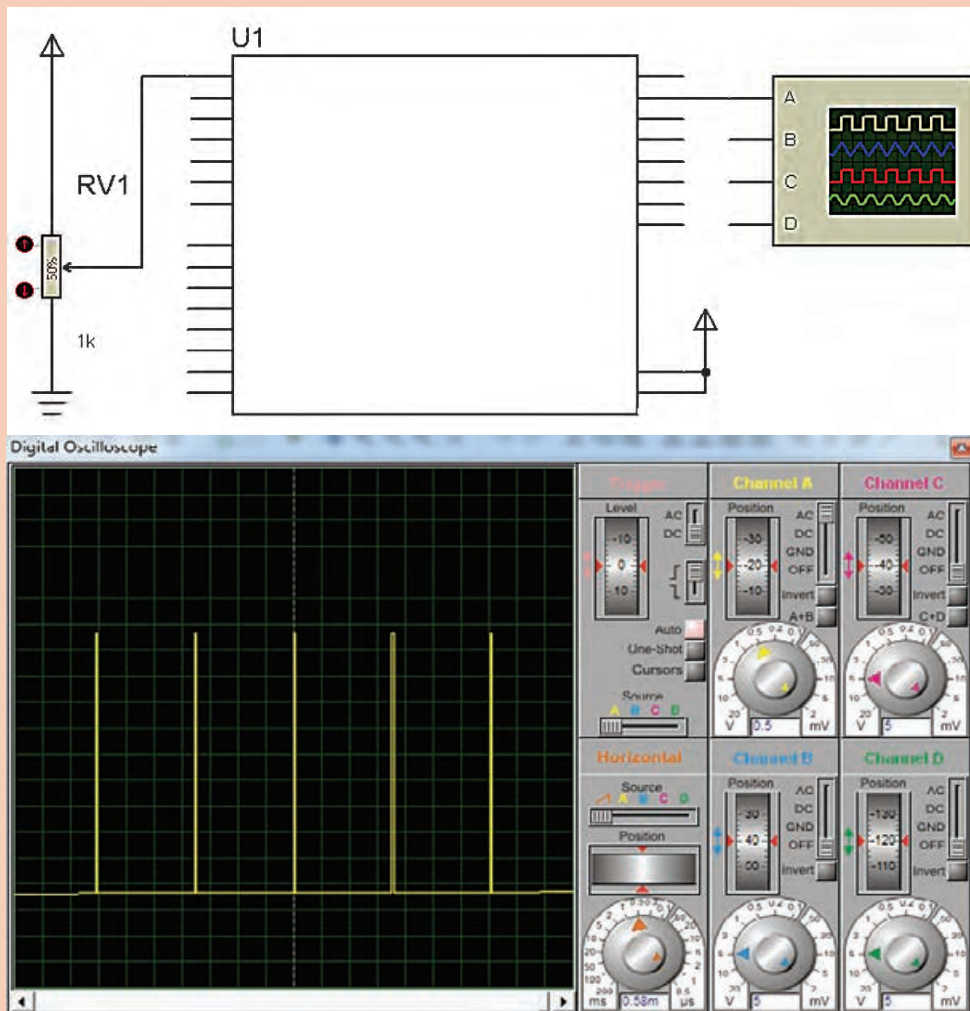 U1
RV1
50%
1k
A
B
C
D
Digital Oscilloscope
Channel A
Channel C
Level
AC
DC
-10
0
10
Auto
One-Shot
Cursors
Source
A B C D
Position
-30
-20
-10
AC
DC
GND
OFF
Invert
A+B
V
0.5
mV
Position
-50
-40
-30
AC
DC
GND
OFF
Invert
C+D
V
5
mV
Horizontal
Source
A B C D
Position
ms
0.58m
µs
Channel B
Position
30
40
50
AC
DC
GND
OFF
Invert
V
5
mV
Channel D
Position
-130
-120
-110
AC
DC
GND
OFF
Invert
V
5
mV